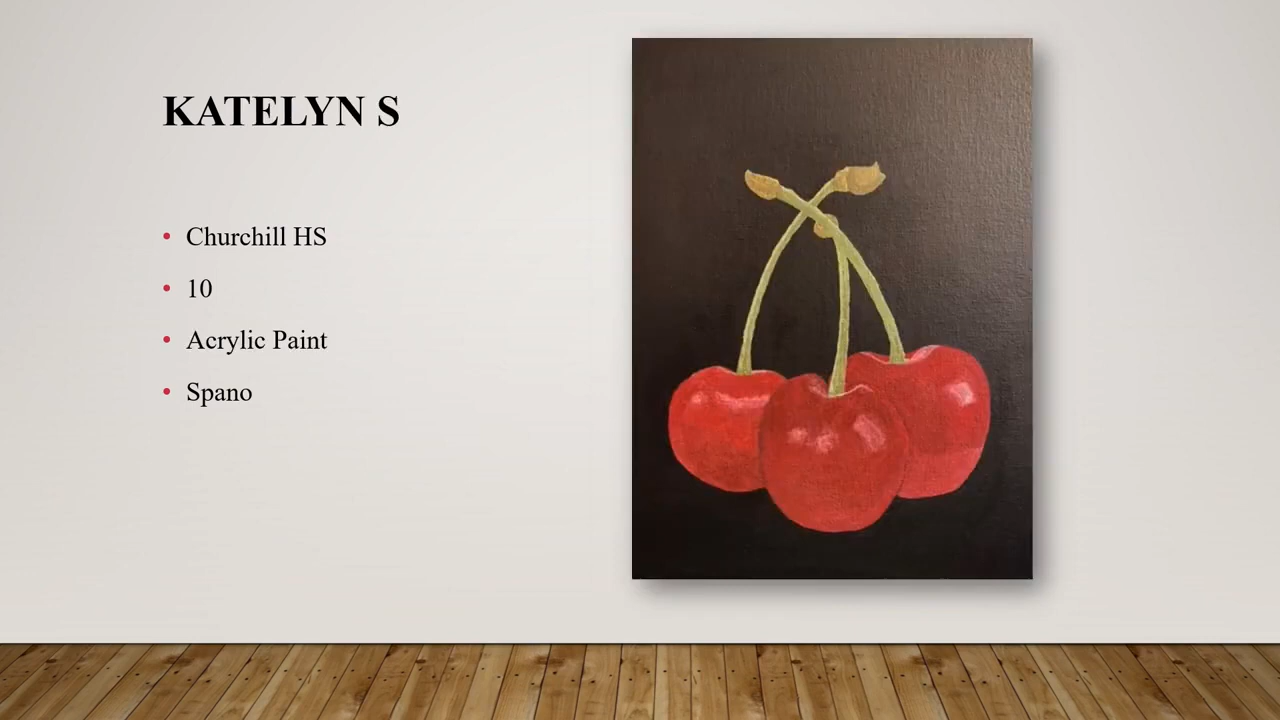 KATELYN S
• Churchill HS
• 10
• Acrylic Paint
• Spano